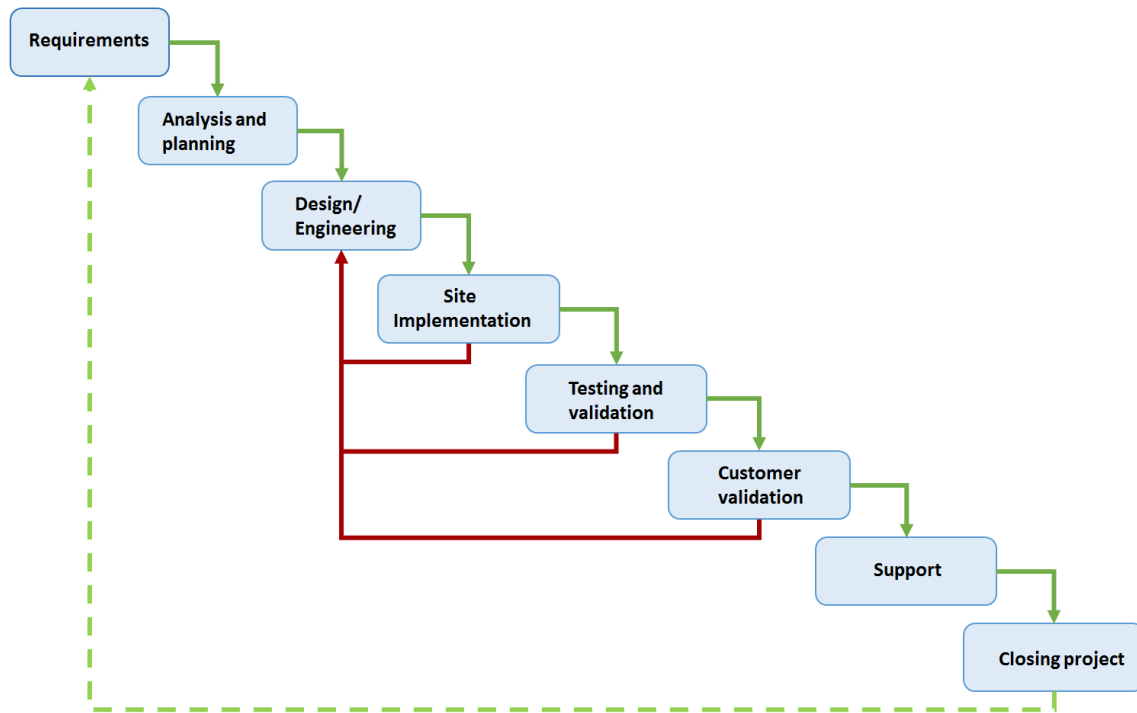 Requirements
Analysis and
planning
Design/
Engineering
Site
Implementation
Testing and
validation
Customer
validation
Support
Closing project